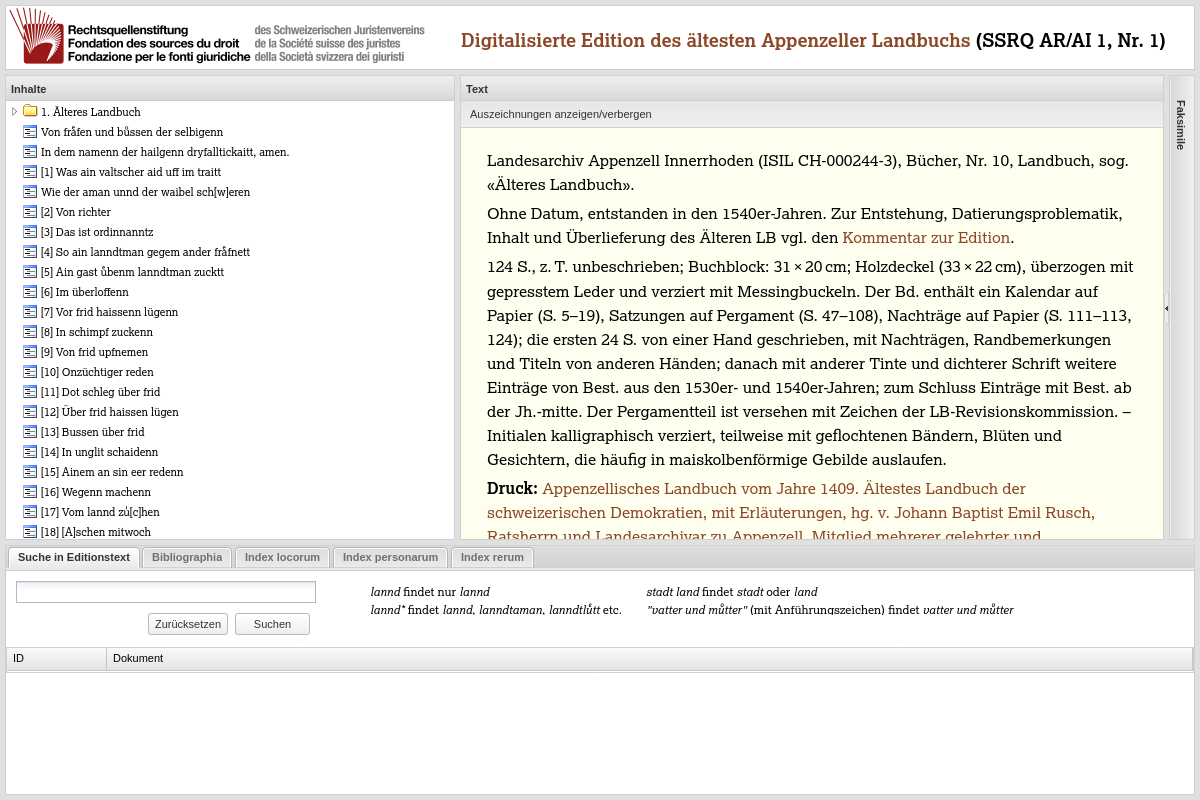 Rechtsquellenstiftung
Fondation des sources du droit
Fondazione per le fonti giuridiche
des Schweizerischen Juristenvereins
de la Société suisse des juristes
della Società svizzera dei giuristi
Digitalisierte Edition des ältesten Appenzeller Landbuchs (SSRQ AR/AI 1, Nr. 1)
Inhalte
1. Älteres Landbuch
Von fråfen und bůssen der selbigenn
In dem namenn der hailgenn dryfalltickaitt, amen.
[1] Was ain valtscher aid uff im traitt
Wie der aman unnd der waibel sch[w]eren
[2] Von richter
[3] Das ist ordinnanntz
[4] So ain lanndtman gegem ander fråfnett
[5] Ain gast ůbenm lanndtman zucktt
[6] Im überloffenn
[7] Vor frid haissenn lügenn
[8] In schimpf zuckenn
[9] Von frid upfnemen
[10] Onzüchtiger reden
[11] Dot schleg über frid
[12] Über frid haissen lügen
[13] Bussen über frid
[14] In unglit schaidenn
[15] Ainem an sin eer redenn
[16] Wegenn machenn
[17] Vom lannd zů[c]hen
[18] [A]schen mitwoch
Text
Auszeichnungen anzeigen/verbergen
Landesarchiv Appenzell Innerrhoden (ISIL CH-000244-3), Bücher, Nr. 10, Landbuch, sog.
«Älteres Landbuch».
Ohne Datum, entstanden in den 1540er-Jahren. Zur Entstehung, Datierungsproblematik,
Inhalt und Überlieferung des Älteren LB vgl. den Kommentar zur Edition.
124 S., z. T. unbeschrieben; Buchblock: 31 × 20 cm; Holzdeckel (33 × 22 cm), überzogen mit
gepresstem Leder und verziert mit Messingbuckeln. Der Bd. enthält ein Kalendar auf
Papier (S. 5–19), Satzungen auf Pergament (S. 47–108), Nachträge auf Papier (S. 111–113,
124); die ersten 24 S. von einer Hand geschrieben, mit Nachträgen, Randbemerkungen
und Titeln von anderen Händen; danach mit anderer Tinte und dichterer Schrift weitere
Einträge von Best. aus den 1530er- und 1540er-Jahren; zum Schluss Einträge mit Best. ab
der Jh.-mitte. Der Pergamentteil ist versehen mit Zeichen der LB-Revisionskommission. –
Initialen kalligraphisch verziert, teilweise mit geflochtenen Bändern, Blüten und
Gesichtern, die häufig in maiskolbenförmige Gebilde auslaufen.
Druck: Appenzellisches Landbuch vom Jahre 1409. Ältestes Landbuch der
schweizerischen Demokratien, mit Erläuterungen, hg. v. Johann Baptist Emil Rusch,
Ratsherrn und Landesarchivar zu Appenzell, Mitglied mehrerer gelehrter und
Faksimile
Suche in Editionstext
Bibliographia
Index locorum
Index personarum
Index rerum
lannd findet nur lannd
lannd* findet lannd, lanndtaman, lanndtlůtt etc.
stadt land findet stadt oder land
"vatter und můtter" (mit Anführungszeichen) findet vatter und můtter
Zurücksetzen
Suchen
ID
Dokument